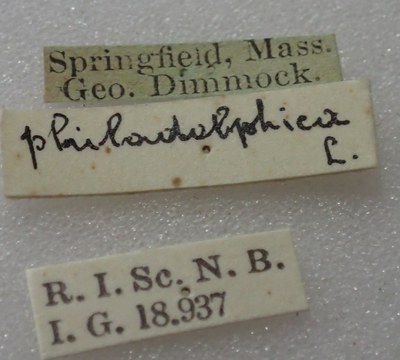 Springfield, Mass.
Geo. Dimmock.
philadelphica
L.
R. I. Sc. N. B.
I. G. 18.937